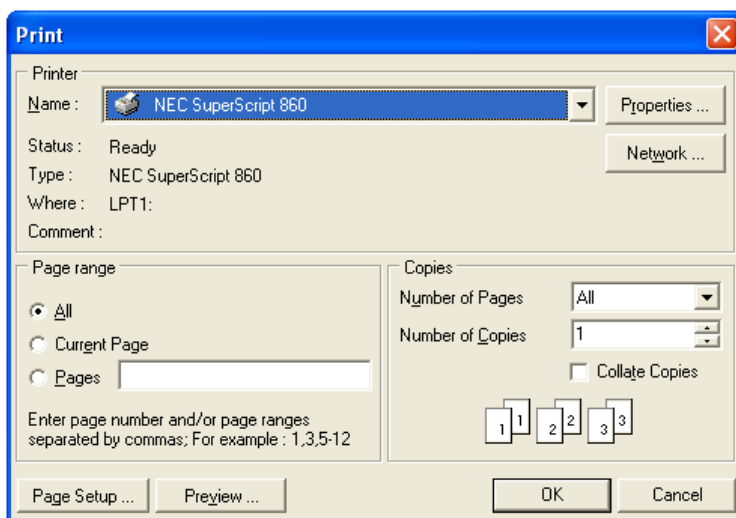 Print
Printer
Name :
NEC SuperScript 860
Properties ...
Status :
Ready
Network ...
Type :
NEC SuperScript 860
Where :
LPT1:
Comment :
Page range
All
Current Page
Pages
Enter page number and/or page ranges
separated by commas; For example : 1,3,5-12
Copies
Number of Pages
All
Number of Copies
1
Collate Copies
1 1 2 2 3 3
Page Setup ...
Preview ...
OK
Cancel